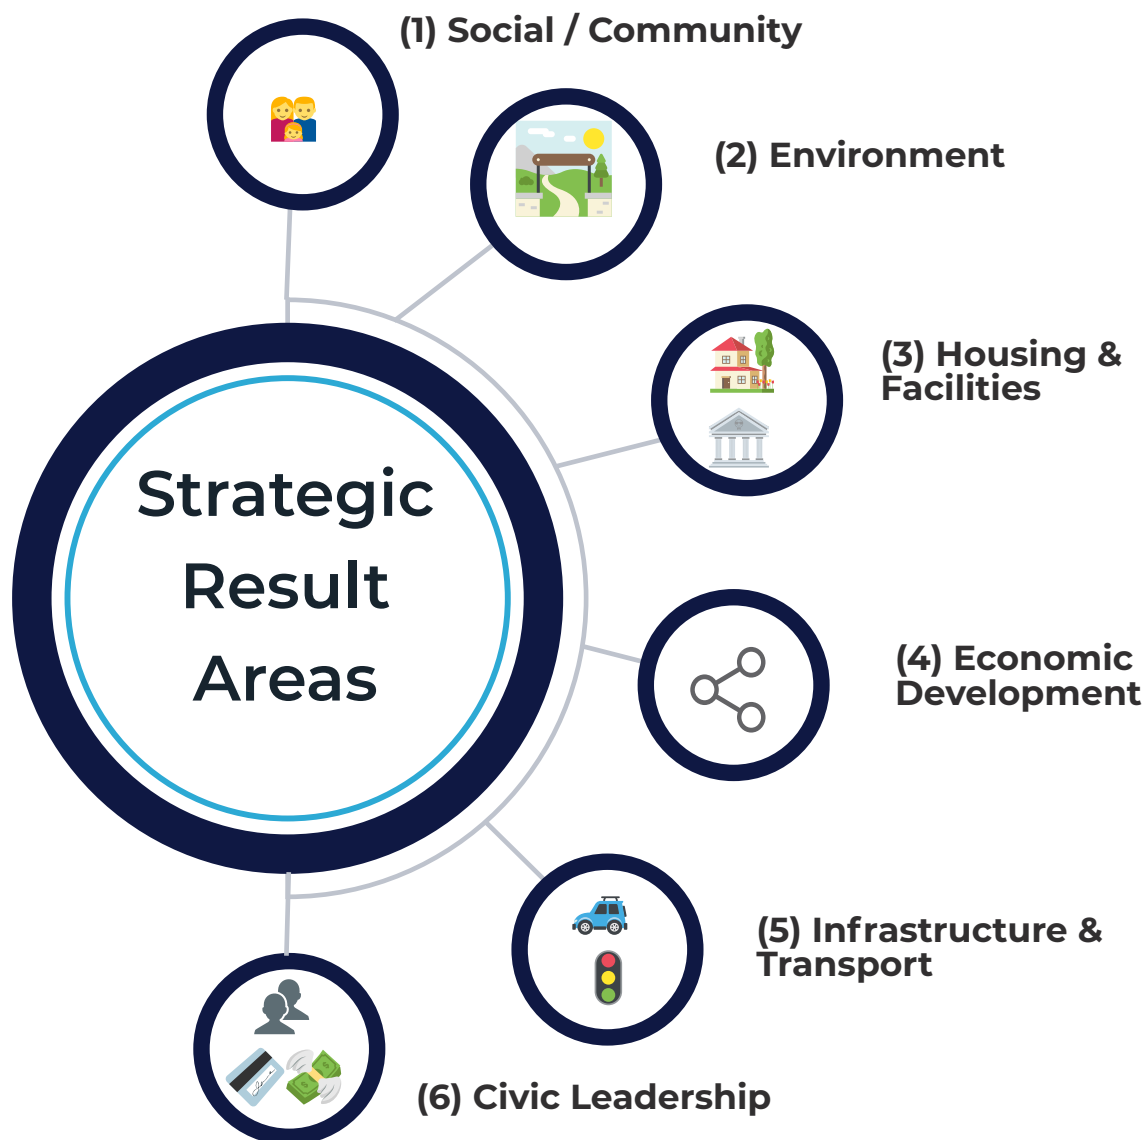 (1) Social / Community
(2) Environment
(3) Housing &
Facilities
Strategic
Result
Areas
(4) Economic
Development
(5) Infrastructure &
Transport
(6) Civic Leadership